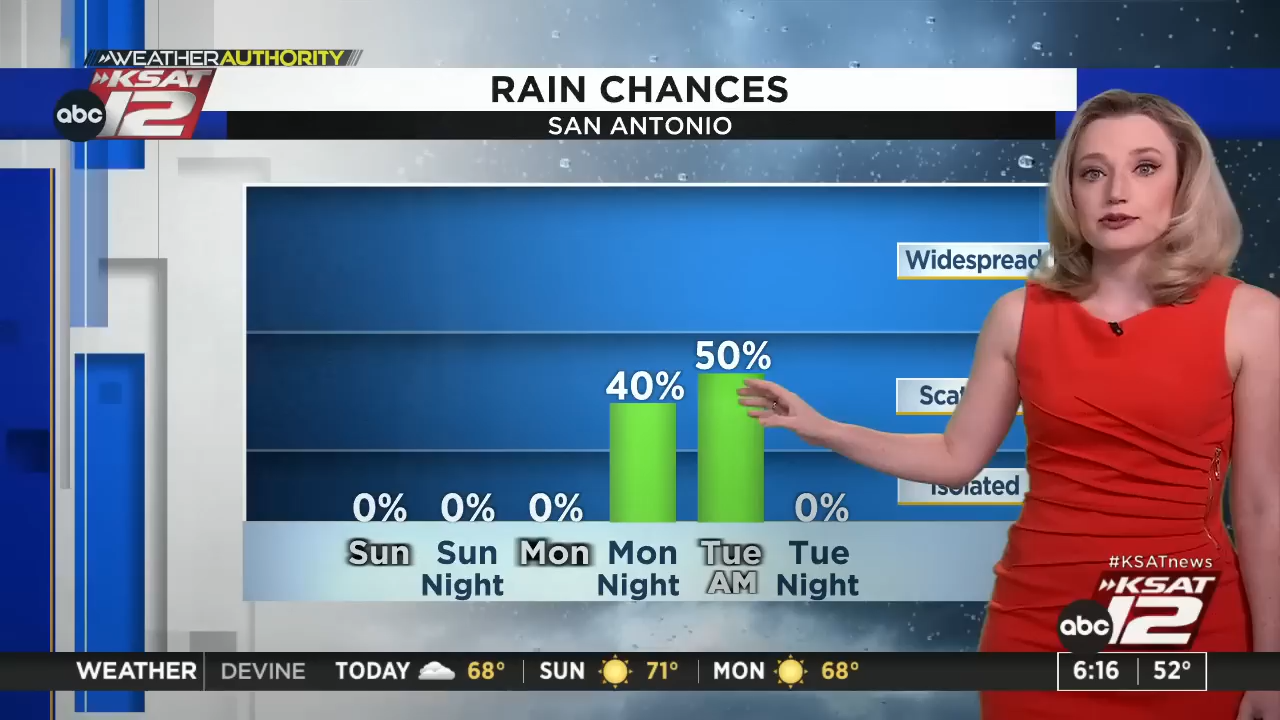 WEATHERAUTHORITY
KSAT
abc 12
RAIN CHANCES
SAN ANTONIO
Widespread
50%
40%
Isolated
0% 0% 0% 0%
Sun Sun Night Mon Mon Night Tue AM Tue Night
#KSATnews
KSAT
abc 12
WEATHER DEVINE TODAY 68° SUN 71° MON 68° 6:16 52°